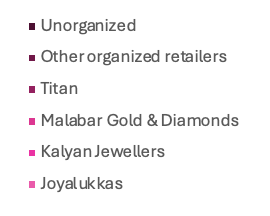 Unorganized
Other organized retailers
Titan
Malabar Gold & Diamonds
Kalyan Jewellers
Joyalukkas